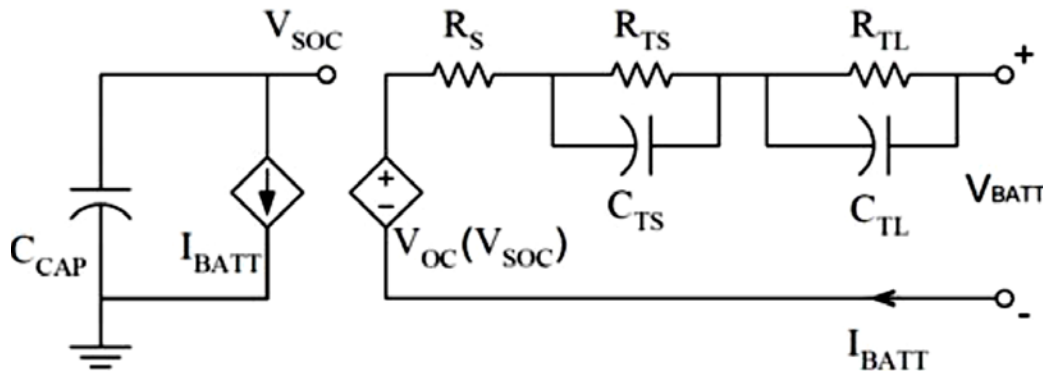 V_SOC
R_S
R_TS
R_TL
+
C_TS
C_TL
V_BATT
+
-
C_CAP
I_BATT
V_OC(V_SOC)
I_BATT
-